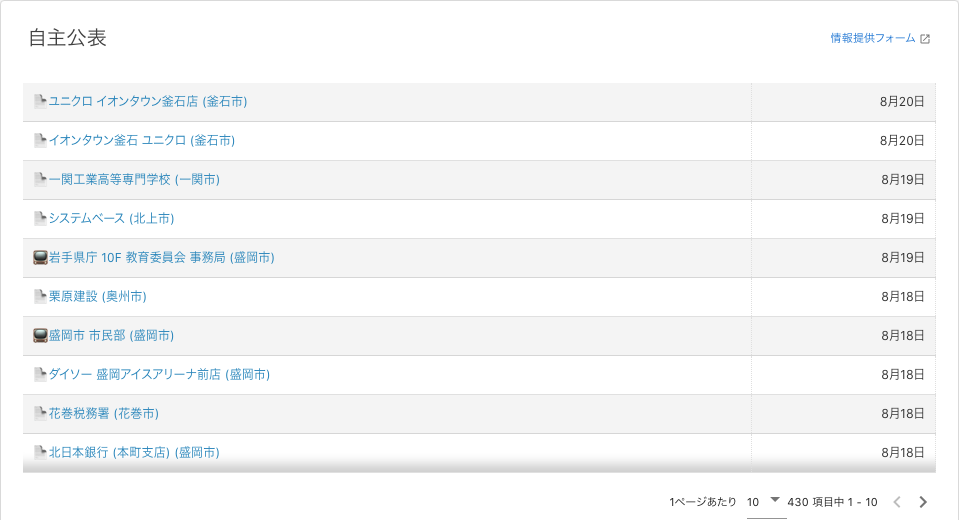 自主公表
情報提供フォーム
ユニクロ イオンタウン釜石店 (釜石市) 8月20日
イオンタウン釜石 ユニクロ (釜石市) 8月20日
一関工業高等専門学校 (一関市) 8月19日
システムベース (北上市) 8月19日
岩手県庁 10F 教育委員会 事務局 (盛岡市) 8月19日
栗原建設 (奥州市) 8月18日
盛岡市 市民部 (盛岡市) 8月18日
ダイソー 盛岡アイスアリーナ前店 (盛岡市) 8月18日
花巻税務署 (花巻市) 8月18日
北日本銀行 (本町支店) (盛岡市) 8月18日
1ページあたり 10 430 項目中 1 - 10